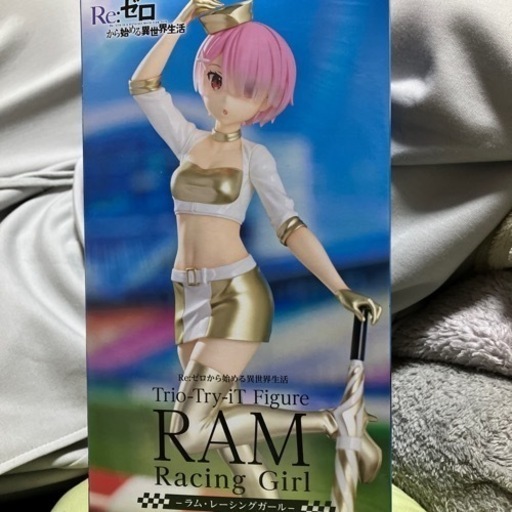 Re:ゼロ
から始める異世界生活
Re:ゼロから始める異世界生活
Trio-Try-iT Figure
RAM
Racing Girl
−ラム・レーシングガール−